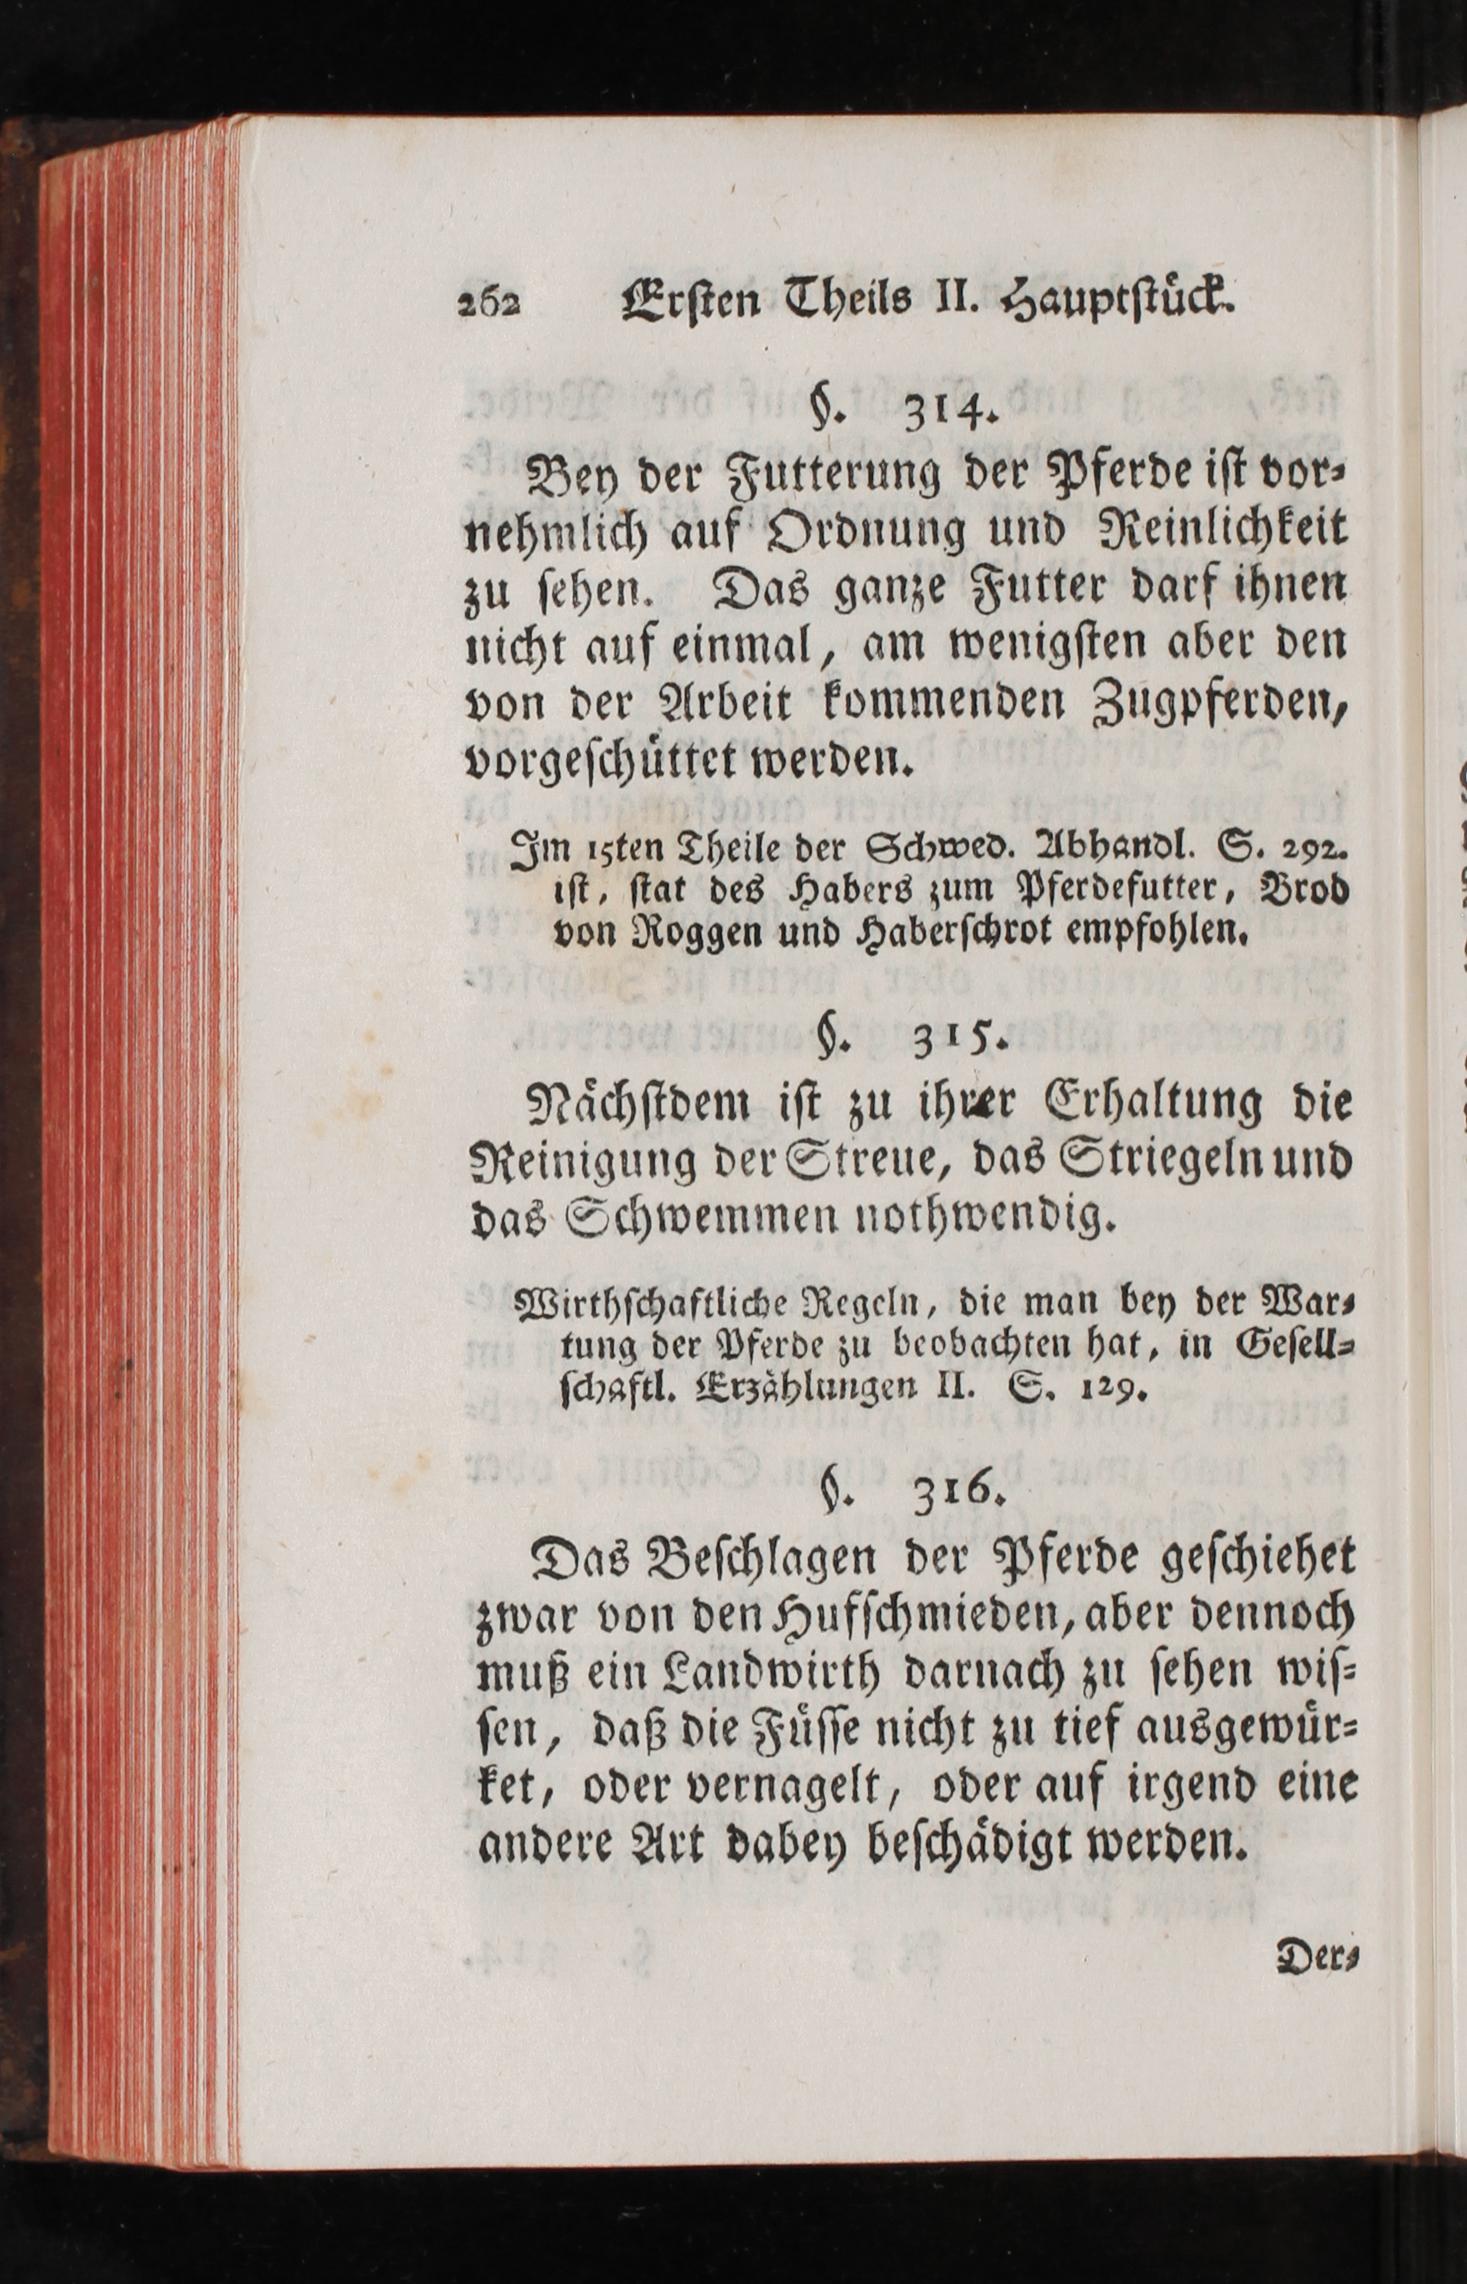 262 Erſten Theils II. Hauptſtück.
§. 314.
Bey der Futterung der Pferde iſt vor⸗
nehmlich auf Ordnung und Reinlichkeit
zu ſehen. Das ganze Futter darf ihnen
nicht auf einmal, am wenigſten aber den
von der Arbeit kommenden Zugpferden,
vorgeſchüttet werden.
Im 15ten Theile der Schwed. Abhandl. S. 292.
iſt, ſtat des Habers zum Pferdefutter, Brod
von Roggen und Haberſchrot empfohlen.
§. 315.
Nächſtdem iſt zu ihrer Erhaltung die
Reinigung der Streue, das Striegeln und
das Schwemmen nothwendig.
Wirthſchaftliche Regeln, die man bey der War⸗
tung der Pferde zu beobachten hat, in Geſell⸗
ſchaftl. Erzählungen II. S. 129.
§. 316.
Das Beſchlagen der Pferde geſchiehet
zwar von den Hufſchmieden, aber dennoch
muß ein Landwirth darnach zu ſehen wiſ⸗
ſen, daß die Füſſe nicht zu tief ausgewür⸗
ket, oder vernagelt, oder auf irgend eine
andere Art dabey beſchädigt werden.
Der⸗